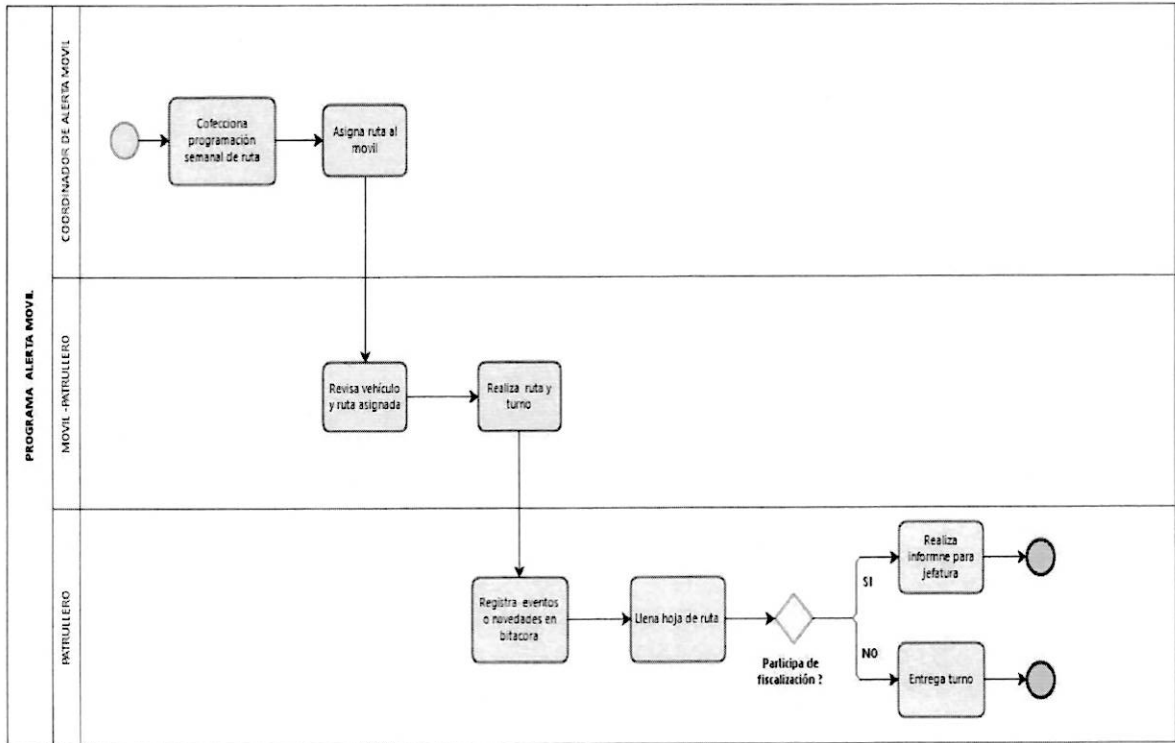 PROGRAMA ALERTA MOVIL
COORDINADOR DE ALERTA MOVIL
Cofecciona
programación
semanal de ruta
Asigna ruta al
movil
MOVIL -PATRULLERO
Revisa vehículo
y ruta asignada
Realiza ruta y
turno
PATRULLERO
Registra eventos
o novedades en
bitacora
Llena hoja de ruta
Participa de
fiscalización ?
SI
Realiza
informne para
jefatura
NO
Entrega turno